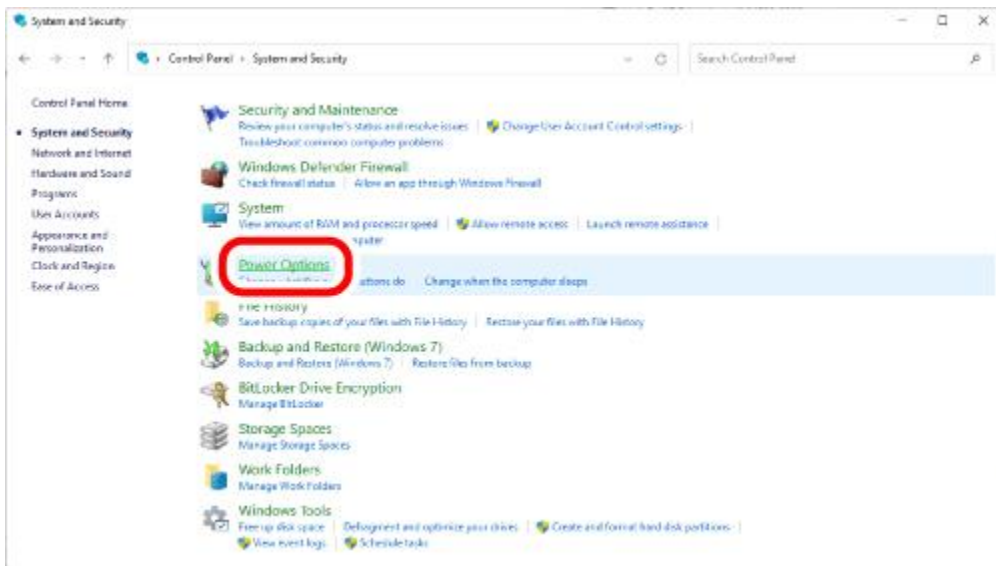 System and Security
Control Panel › System and Security
Search Control Panel
Control Panel Home
System and Security
Network and Internet
Hardware and Sound
Programs
User Accounts
Appearance and
Personalization
Clock and Region
Ease of Access
Security and Maintenance
Review your computer's status and resolve issues | Change User Account Control settings |
Troubleshoot common computer problems
Windows Defender Firewall
Check firewall status | Allow an app through Windows Firewall
System
View amount of RAM and processor speed | Allow remote access | Launch remote assistance |
Power Options
do | Change when the computer sleeps
File History
Save backup copies of your files with File History | Restore your files with File History
Backup and Restore (Windows 7)
Backup and Restore (Windows 7) | Restore files from backup
BitLocker Drive Encryption
Manage BitLocker
Storage Spaces
Manage Storage Spaces
Work Folders
Manage Work Folders
Windows Tools
Free up disk space | Defragment and optimize your drives | Create and format hard disk partitions |
View event logs | Schedule tasks